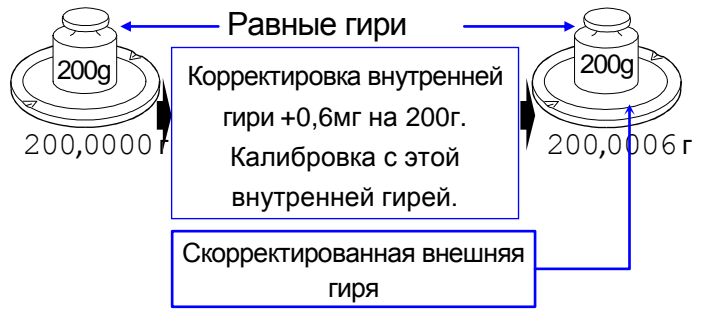 Равные гири
200g
200g
Корректировка внутренней
гири +0,6мг на 200г.
Калибровка с этой
внутренней гирей.
200,0000 г
200,0006 г
Скорректированная внешняя
гиря